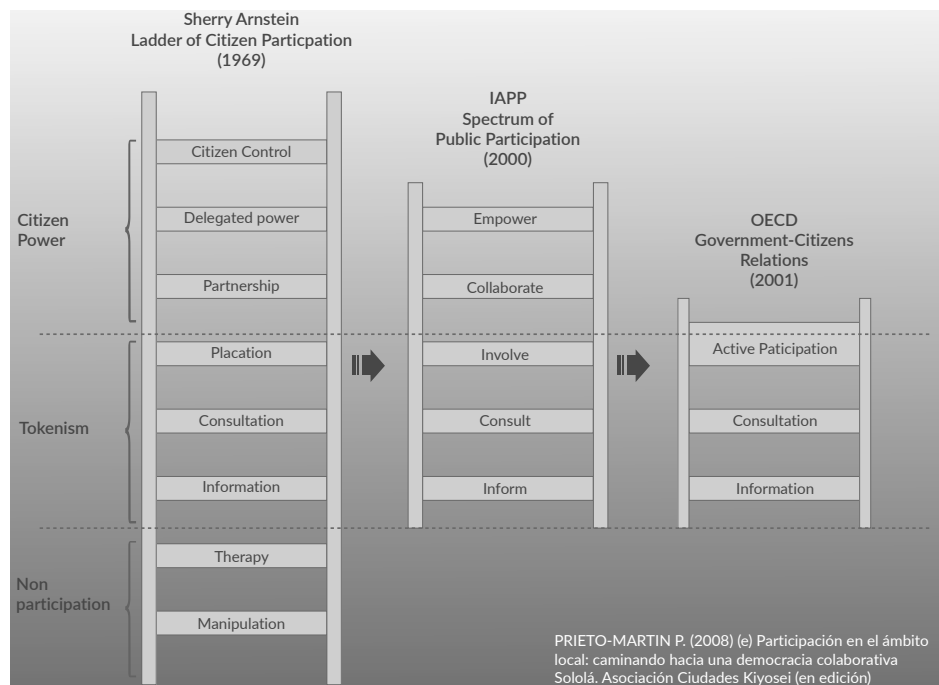 Sherry Arnstein
Ladder of Citizen Particpation
(1969)
IAPP
Spectrum of
Public Participation
(2000)
OECD
Government-Citizens
Relations
(2001)
Citizen
Power
Citizen Control
Delegated power
Partnership
Empower
Collaborate
Tokenism
Placation
Consultation
Information
Involve
Consult
Inform
Active Paticipation
Consultation
Information
Non
participation
Therapy
Manipulation
PRIETO-MARTIN P. (2008) (e) Participación en el ámbito
local: caminando hacia una democracia colaborativa
Sololá. Asociación Ciudades Kiyosei (en edición)